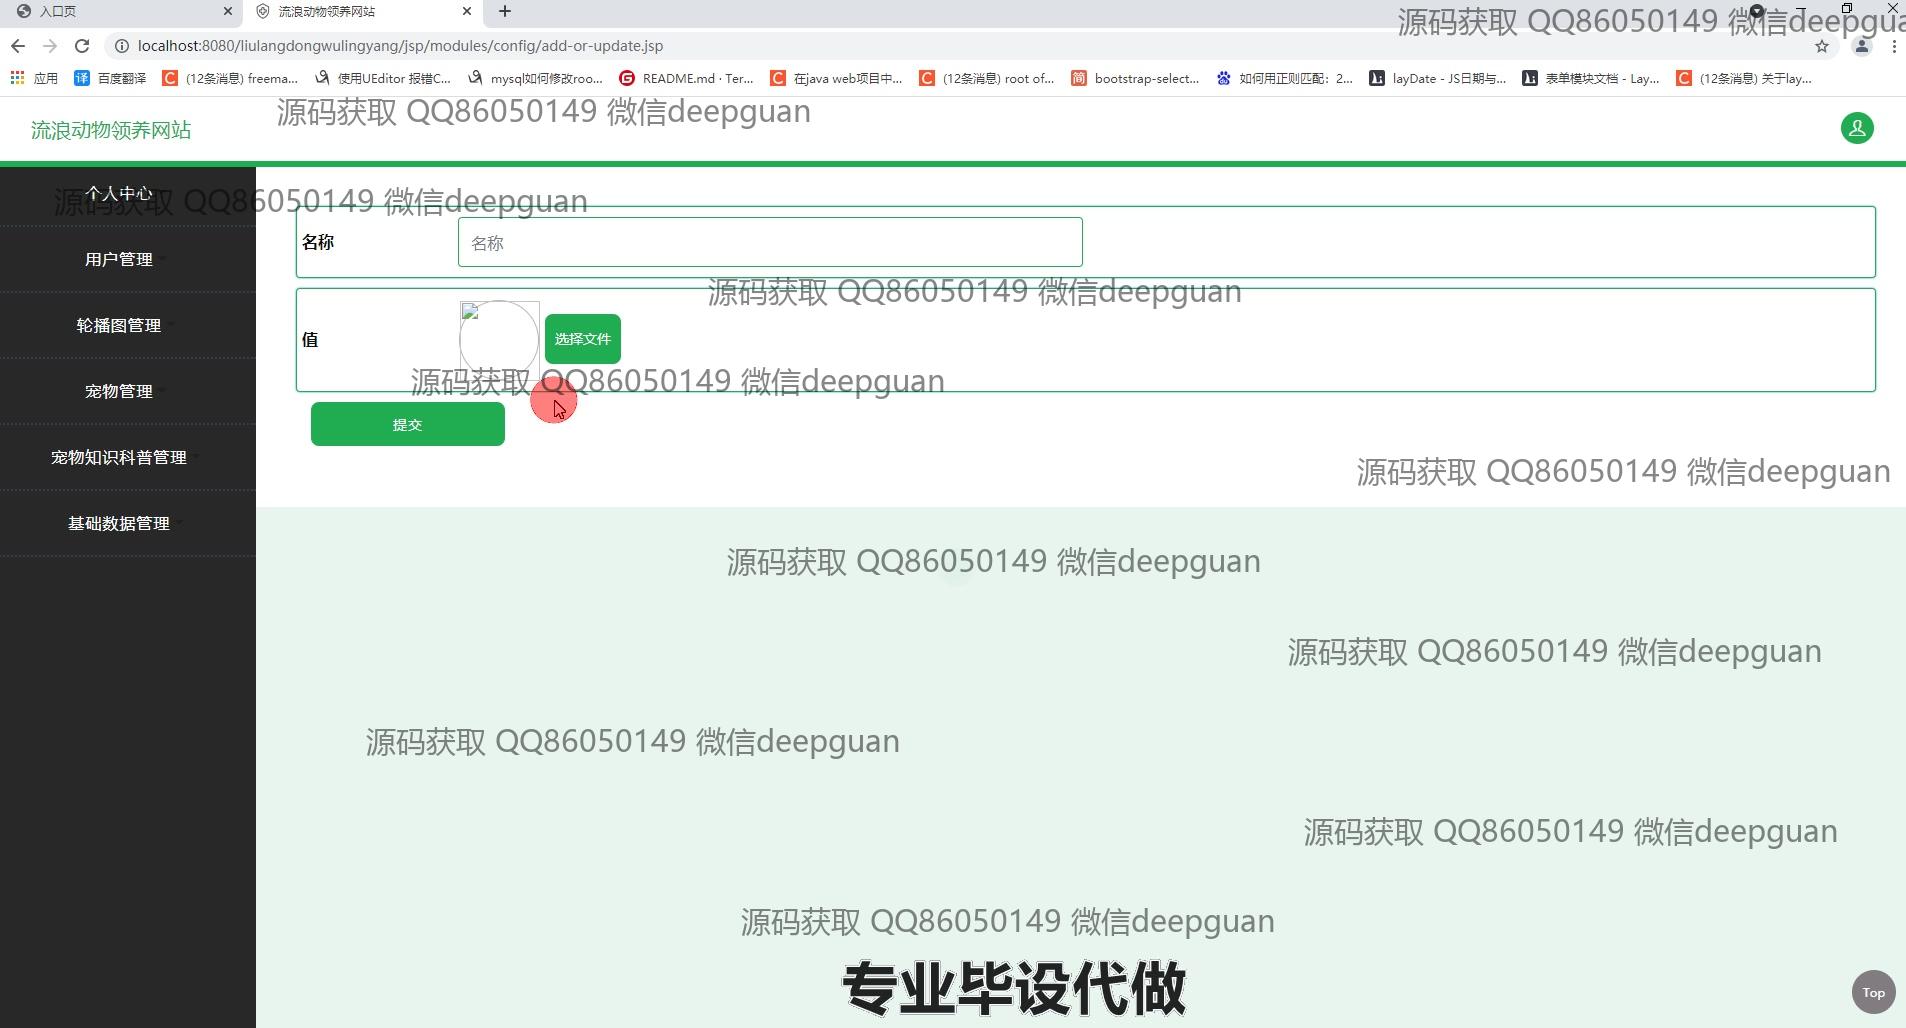 入口页
流浪动物领养网站
源码获取 QQ86050149 微信deepgua
localhost:8080/liulangdongwulingyang/jsp/modules/config/add-or-update.jsp
应用 百度翻译 (12条消息) freema... 使用UEditor 报错C... mysql如何修改roo... README.md · Ter... 在java web项目中... (12条消息) root of... bootstrap-select... 如何用正则匹配：2... layDate - JS日期与... 表单模块文档 - Lay... (12条消息) 关于lay...
源码获取 QQ86050149 微信deepguan
流浪动物领养网站
个人中心
源码获取 QQ86050149 微信deepguan
名称
名称
用户管理
源码获取 QQ86050149 微信deepguan
轮播图管理
值
选择文件
源码获取 QQ86050149 微信deepguan
宠物管理
提交
宠物知识科普管理
源码获取 QQ86050149 微信deepguan
基础数据管理
源码获取 QQ86050149 微信deepguan
源码获取 QQ86050149 微信deepguan
源码获取 QQ86050149 微信deepguan
源码获取 QQ86050149 微信deepguan
源码获取 QQ86050149 微信deepguan
专业毕设代做
Top